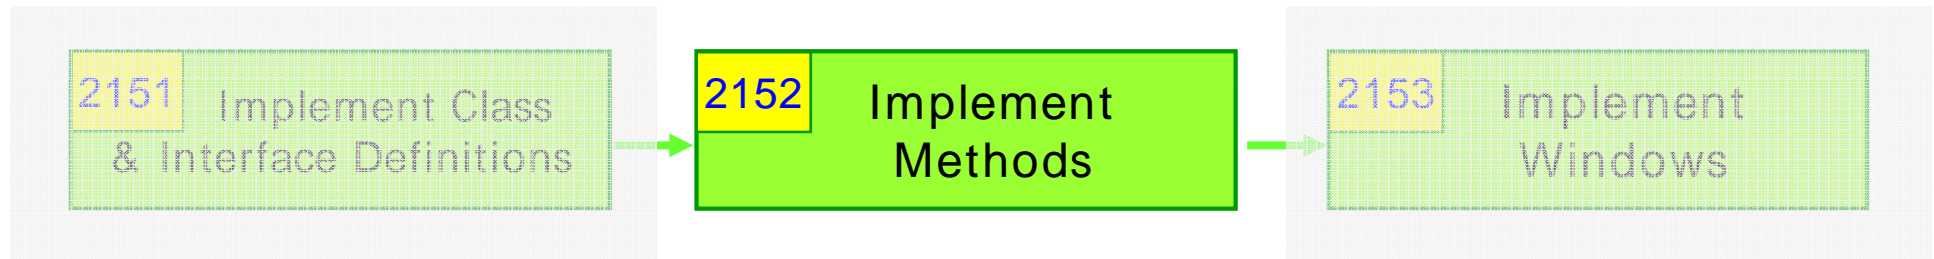 2151
Implement Class
& Interface Definitions
2152
Implement
Methods
2153
Implement
Windows